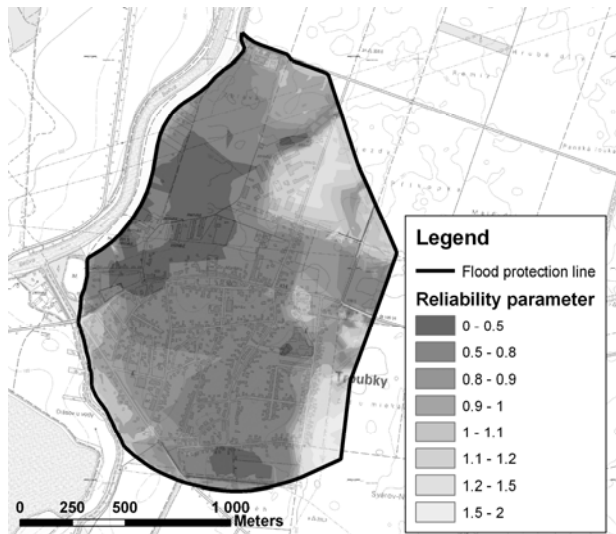 Troubky
Legend
Flood protection line
Reliability parameter
0 - 0.5
0.5 - 0.8
0.8 - 0.9
0.9 - 1
1 - 1.1
1.1 - 1.2
1.2 - 1.5
1.5 - 2
0 250 500 1 000
Meters